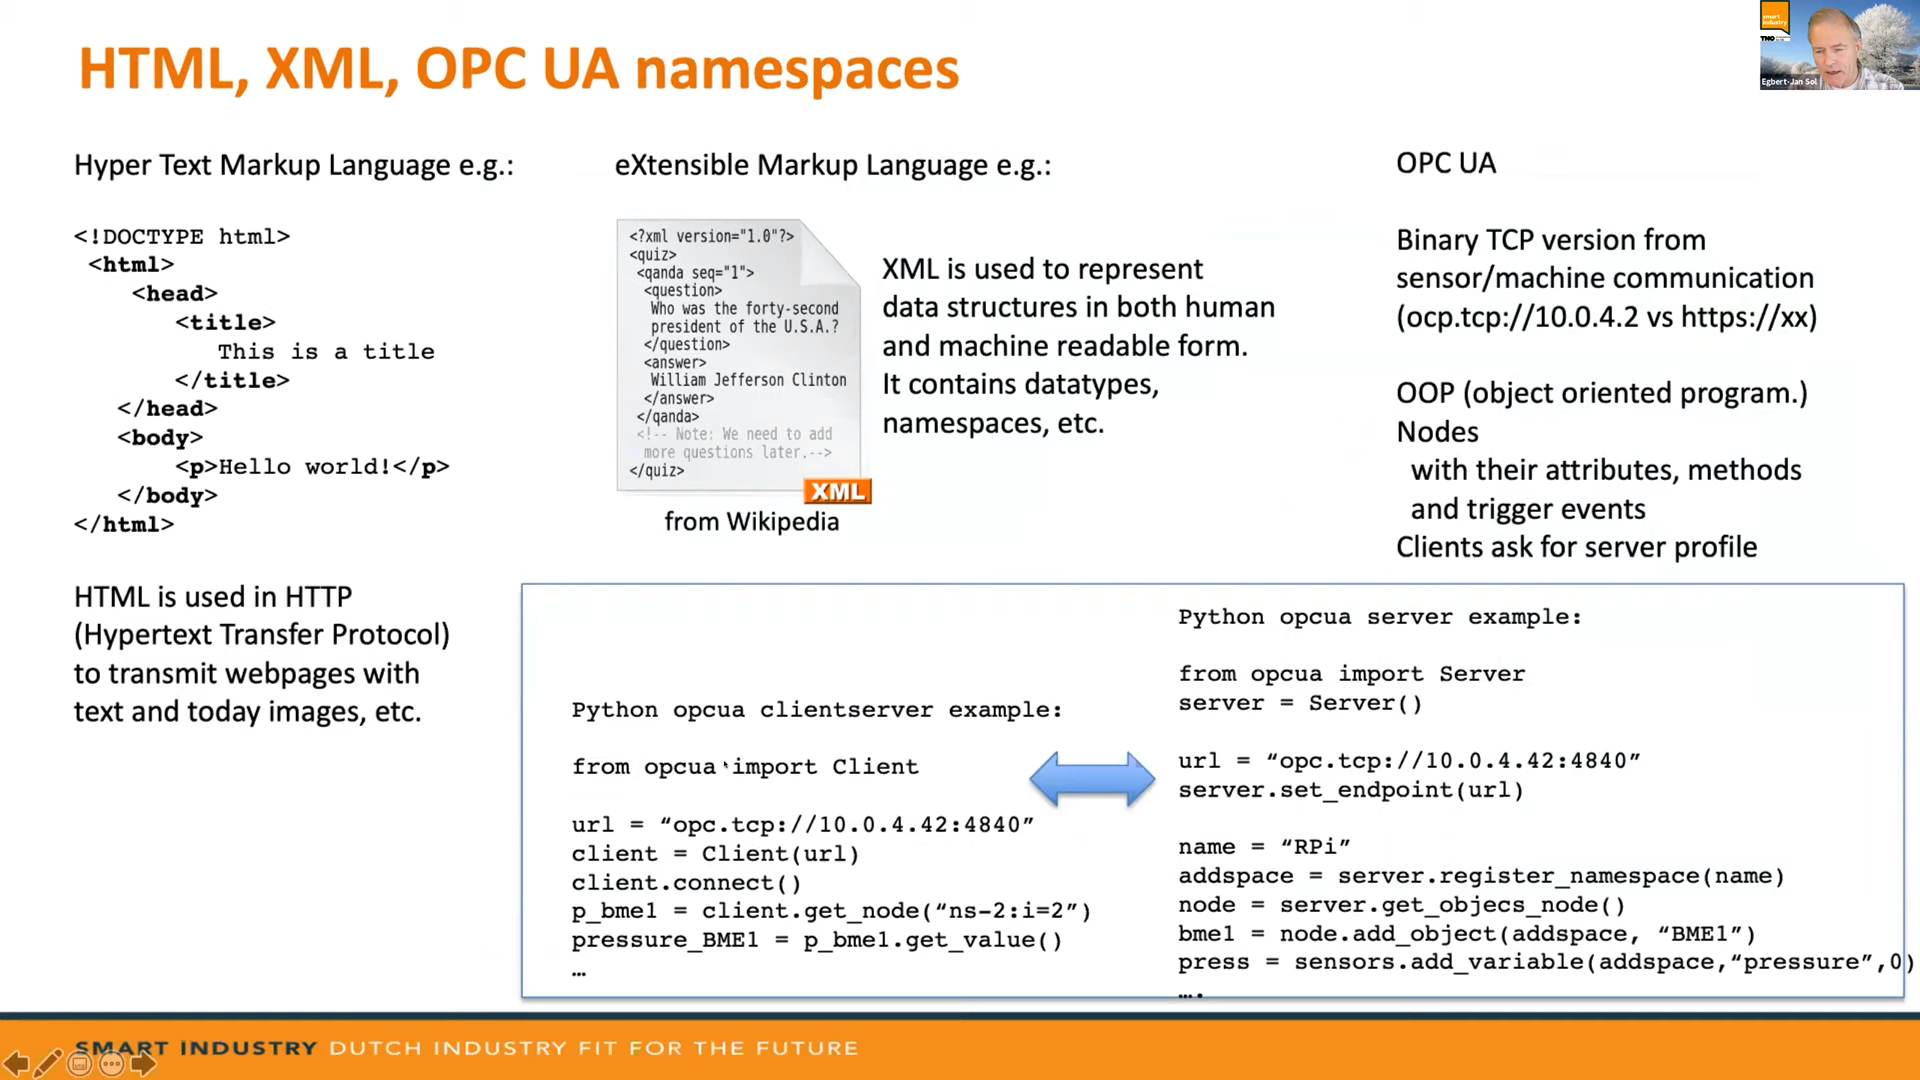 HTML, XML, OPC UA namespaces
smart
industry
TNO
Egbert-Jan Sol
Hyper Text Markup Language e.g.:
<!DOCTYPE html>
<html>
<head>
<title>
This is a title
</title>
</head>
<body>
<p>Hello world!</p>
</body>
</html>
HTML is used in HTTP
(Hypertext Transfer Protocol)
to transmit webpages with
text and today images, etc.
eXtensible Markup Language e.g.:
<?xml version="1.0"?>
<quiz>
<qanda seq="1">
<question>
Who was the forty-second
president of the U.S.A.?
</question>
<answer>
William Jefferson Clinton
</answer>
</qanda>
<!-- Note: We need to add
more questions later.-->
</quiz>
XML
from Wikipedia
XML is used to represent
data structures in both human
and machine readable form.
It contains datatypes,
namespaces, etc.
OPC UA
Binary TCP version from
sensor/machine communication
(ocp.tcp://10.0.4.2 vs https://xx)
OOP (object oriented program.)
Nodes
with their attributes, methods
and trigger events
Clients ask for server profile
Python opcua clientserver example:
from opcua import Client
url = “opc.tcp://10.0.4.42:4840”
client = Client(url)
client.connect()
p_bme1 = client.get_node(“ns-2:i=2”)
pressure_BME1 = p_bme1.get_value()
…
Python opcua server example:
from opcua import Server
server = Server()
url = “opc.tcp://10.0.4.42:4840”
server.set_endpoint(url)
name = “RPi”
addspace = server.register_namespace(name)
node = server.get_objecs_node()
bme1 = node.add_object(addspace, “BME1”)
press = sensors.add_variable(addspace,“pressure”,0)
….
SMART INDUSTRY DUTCH INDUSTRY FIT FOR THE FUTURE